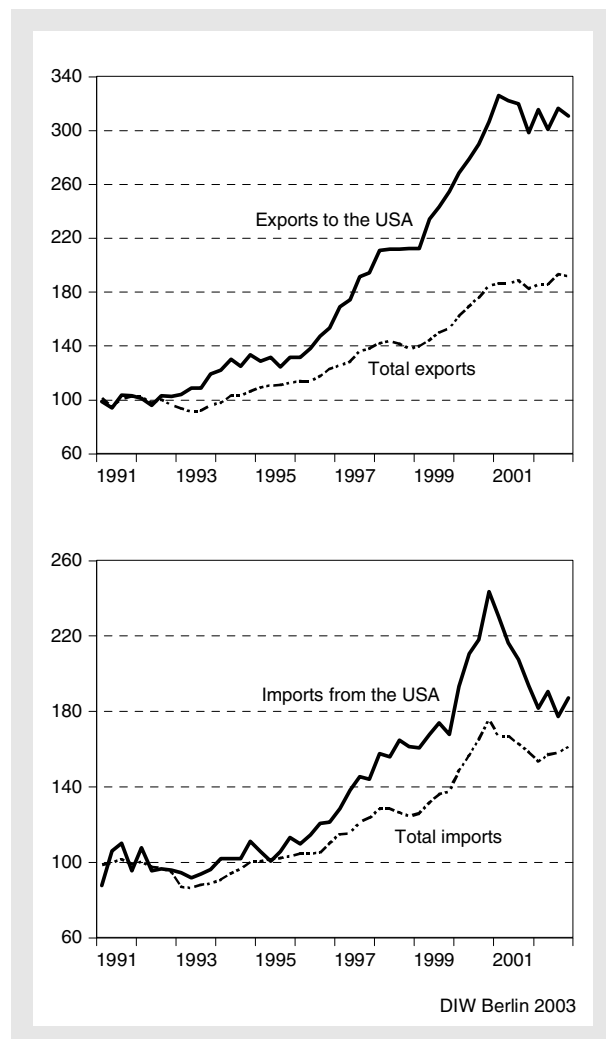 340
300
260
220
180
140
100
60
Exports to the USA
Total exports
1991 1993 1995 1997 1999 2001
260
220
180
140
100
60
Imports from the USA
Total imports
1991 1993 1995 1997 1999 2001
DIW Berlin 2003